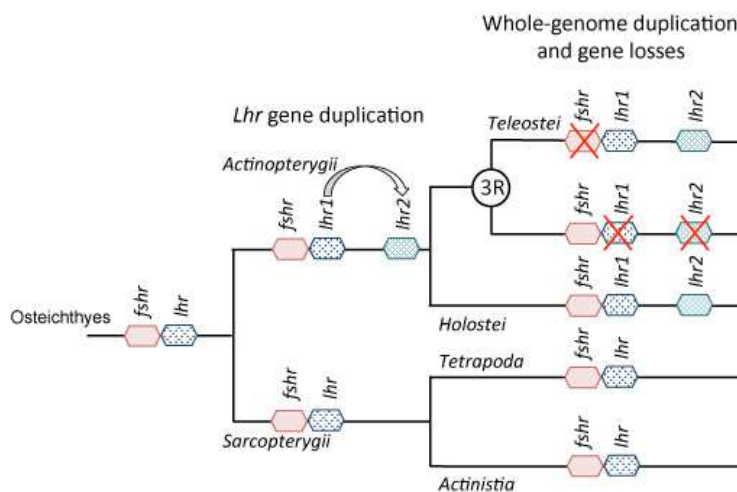 Whole-genome duplication
and gene losses
Lhr gene duplication
Teleostei
fshr
lhr1
lhr2
Actinopterygii
fshr
lhr1
lhr2
3R
fshr
lhr1
lhr2
Osteichthyes
fshr
lhr
Holostei
fshr
lhr1
lhr2
Tetrapoda
fshr
lhr
Sarcopterygii
fshr
lhr
Actinistia
fshr
lhr